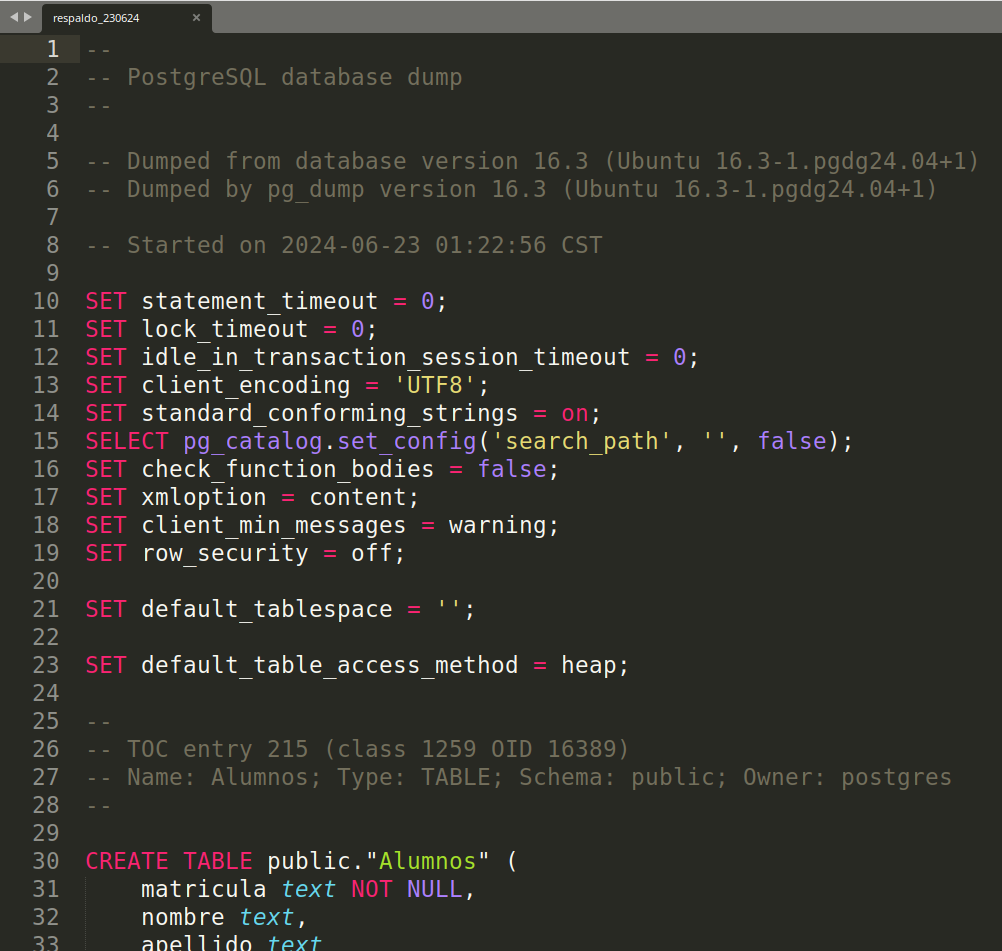 respaldo_230624 ×
1 --
2 -- PostgreSQL database dump
3 --
4
5 -- Dumped from database version 16.3 (Ubuntu 16.3-1.pgdg24.04+1)
6 -- Dumped by pg_dump version 16.3 (Ubuntu 16.3-1.pgdg24.04+1)
7
8 -- Started on 2024-06-23 01:22:56 CST
9
10 SET statement_timeout = 0;
11 SET lock_timeout = 0;
12 SET idle_in_transaction_session_timeout = 0;
13 SET client_encoding = 'UTF8';
14 SET standard_conforming_strings = on;
15 SELECT pg_catalog.set_config('search_path', '', false);
16 SET check_function_bodies = false;
17 SET xmloption = content;
18 SET client_min_messages = warning;
19 SET row_security = off;
20
21 SET default_tablespace = '';
22
23 SET default_table_access_method = heap;
24
25 --
26 -- TOC entry 215 (class 1259 OID 16389)
27 -- Name: Alumnos; Type: TABLE; Schema: public; Owner: postgres
28 --
29
30 CREATE TABLE public."Alumnos" (
31     matricula text NOT NULL,
32     nombre text,
33     apellido text